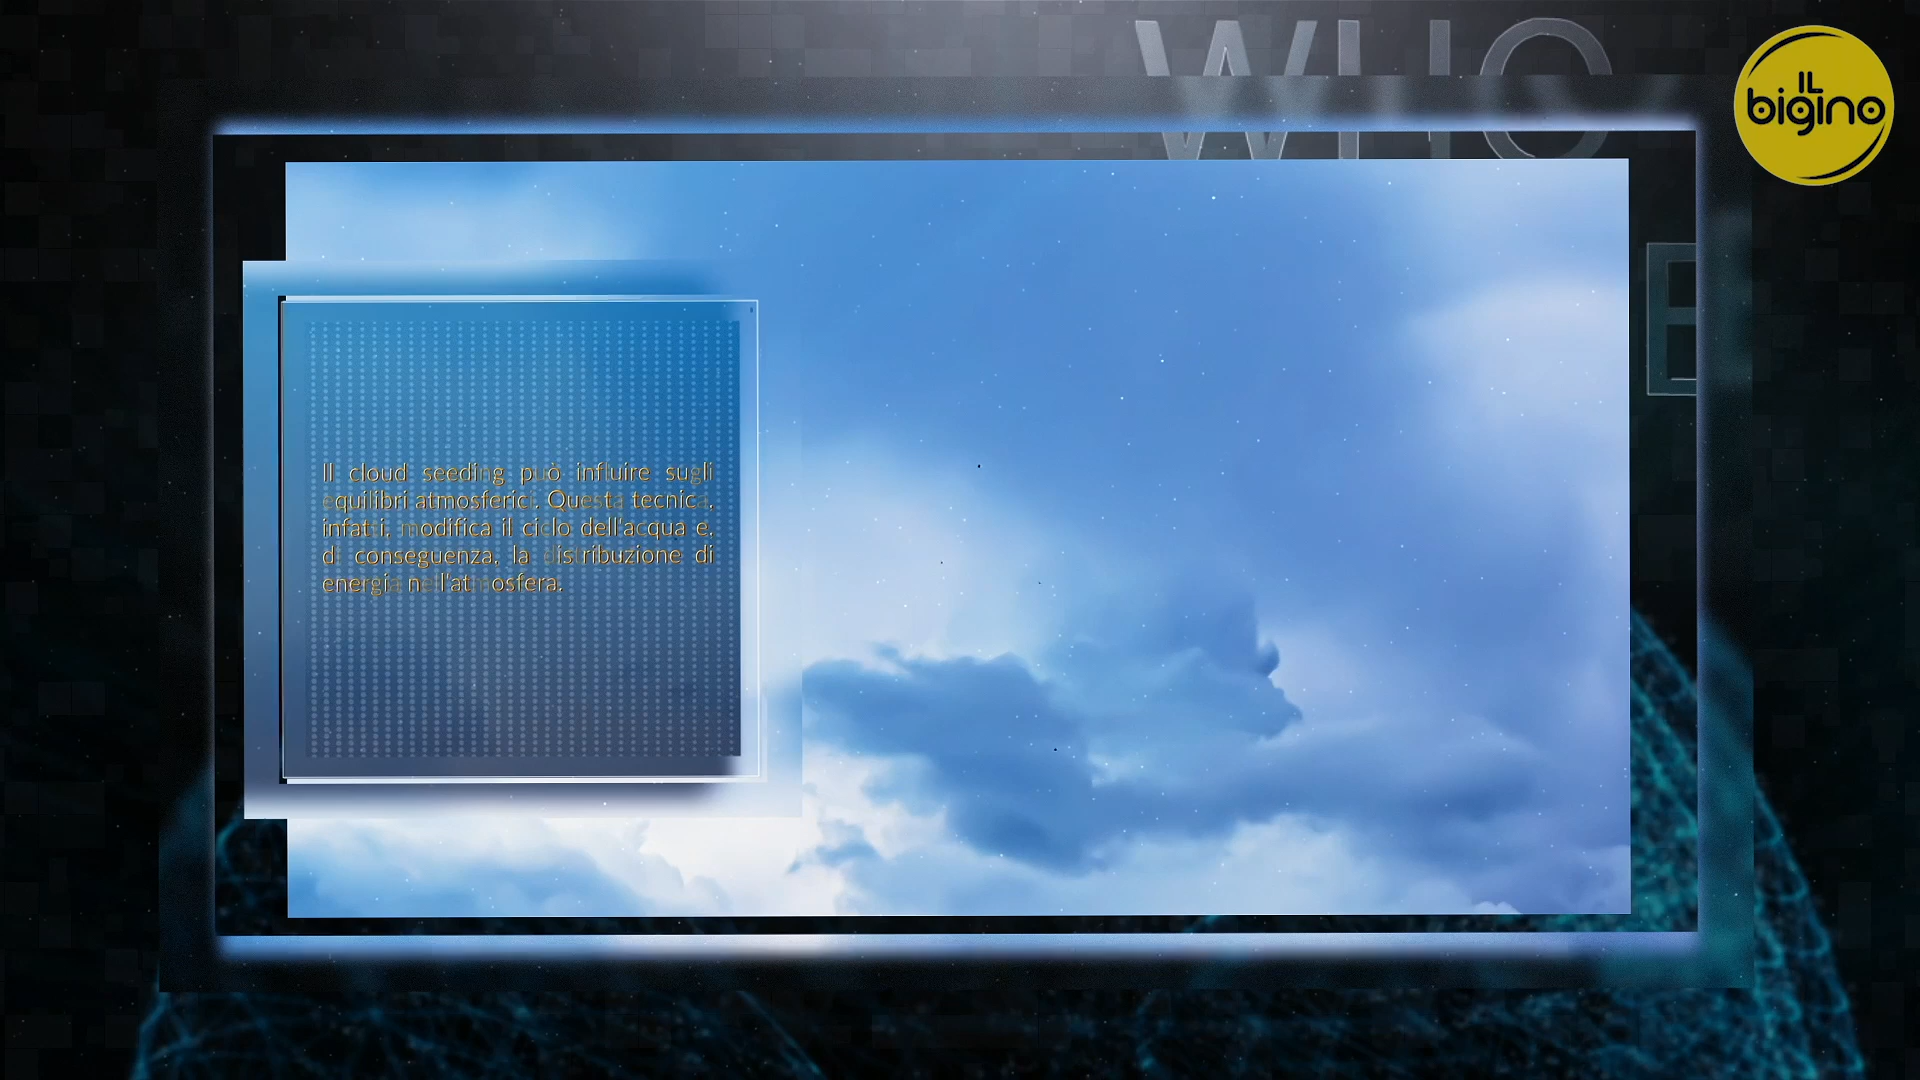 WHO
IL
bigino
E
Il cloud seeding può influire sugli
equilibri atmosferici. Questa tecnica,
infatti, modifica il ciclo dell'acqua e,
di conseguenza, la distribuzione di
energia nell'atmosfera.